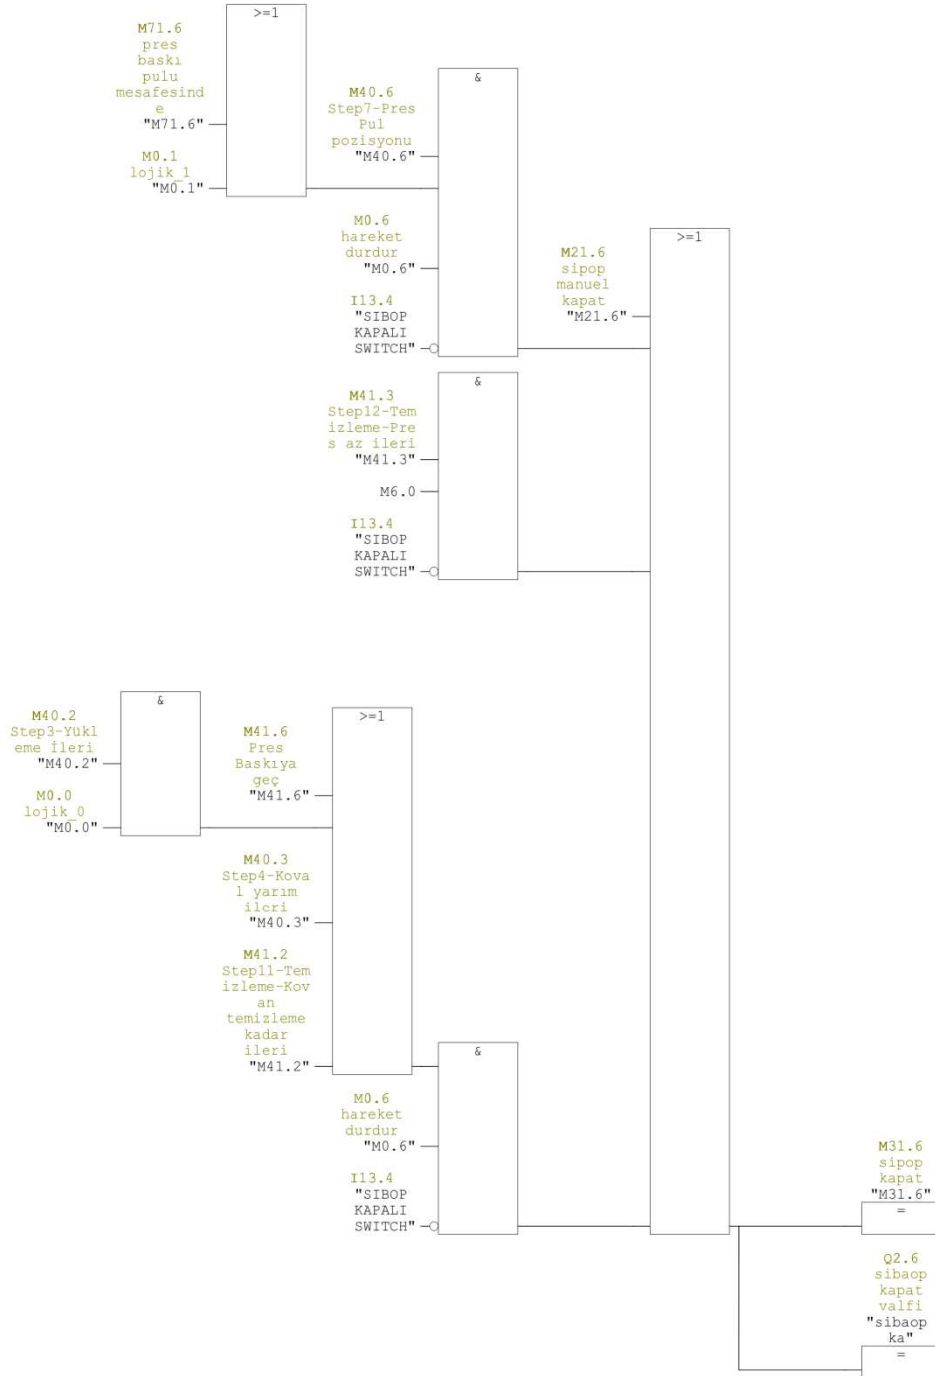 >=1
M71.6
pres
baskı
pulu
mesafesind
e
"M71.6"
M0.1
lojik_1
"M0.1"
&
M40.6
Step7-Pres
Pul
pozisyonu
"M40.6"
M0.6
hareket
durdur
"M0.6"
I13.4
"SIBOP
KAPALI
SWITCH"
>=1
M21.6
sipop
manuel
kapat
"M21.6"
&
M41.3
Step12-Tem
izleme-Pre
s az ileri
"M41.3"
M6.0
I13.4
"SIBOP
KAPALI
SWITCH"
&
M40.2
Step3-Yükl
eme İleri
"M40.2"
M0.0
lojik_0
"M0.0"
>=1
M41.6
Pres
Baskıya
geç
"M41.6"
M40.3
Step4-Kova
l yarım
ileri
"M40.3"
M41.2
Step11-Tem
izleme-Kov
an
temizleme
kadar
ileri
"M41.2"
&
M0.6
hareket
durdur
"M0.6"
I13.4
"SIBOP
KAPALI
SWITCH"
M31.6
sipop
kapat
"M31.6"
=
Q2.6
sibaop
kapat
valfi
"sibaop
ka"
=